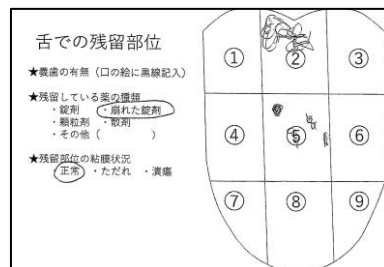 舌での残留部位
★義歯の有無（口の絵に黒線記入）
★残留している薬の種類
・錠剤　・崩れた錠剤
・顆粒剤　・散剤
・その他（　　　　）
★残留部位の粘膜状況
・正常　・ただれ　・潰瘍
① ② ③
④ ⑤ ⑥
⑦ ⑧ ⑨